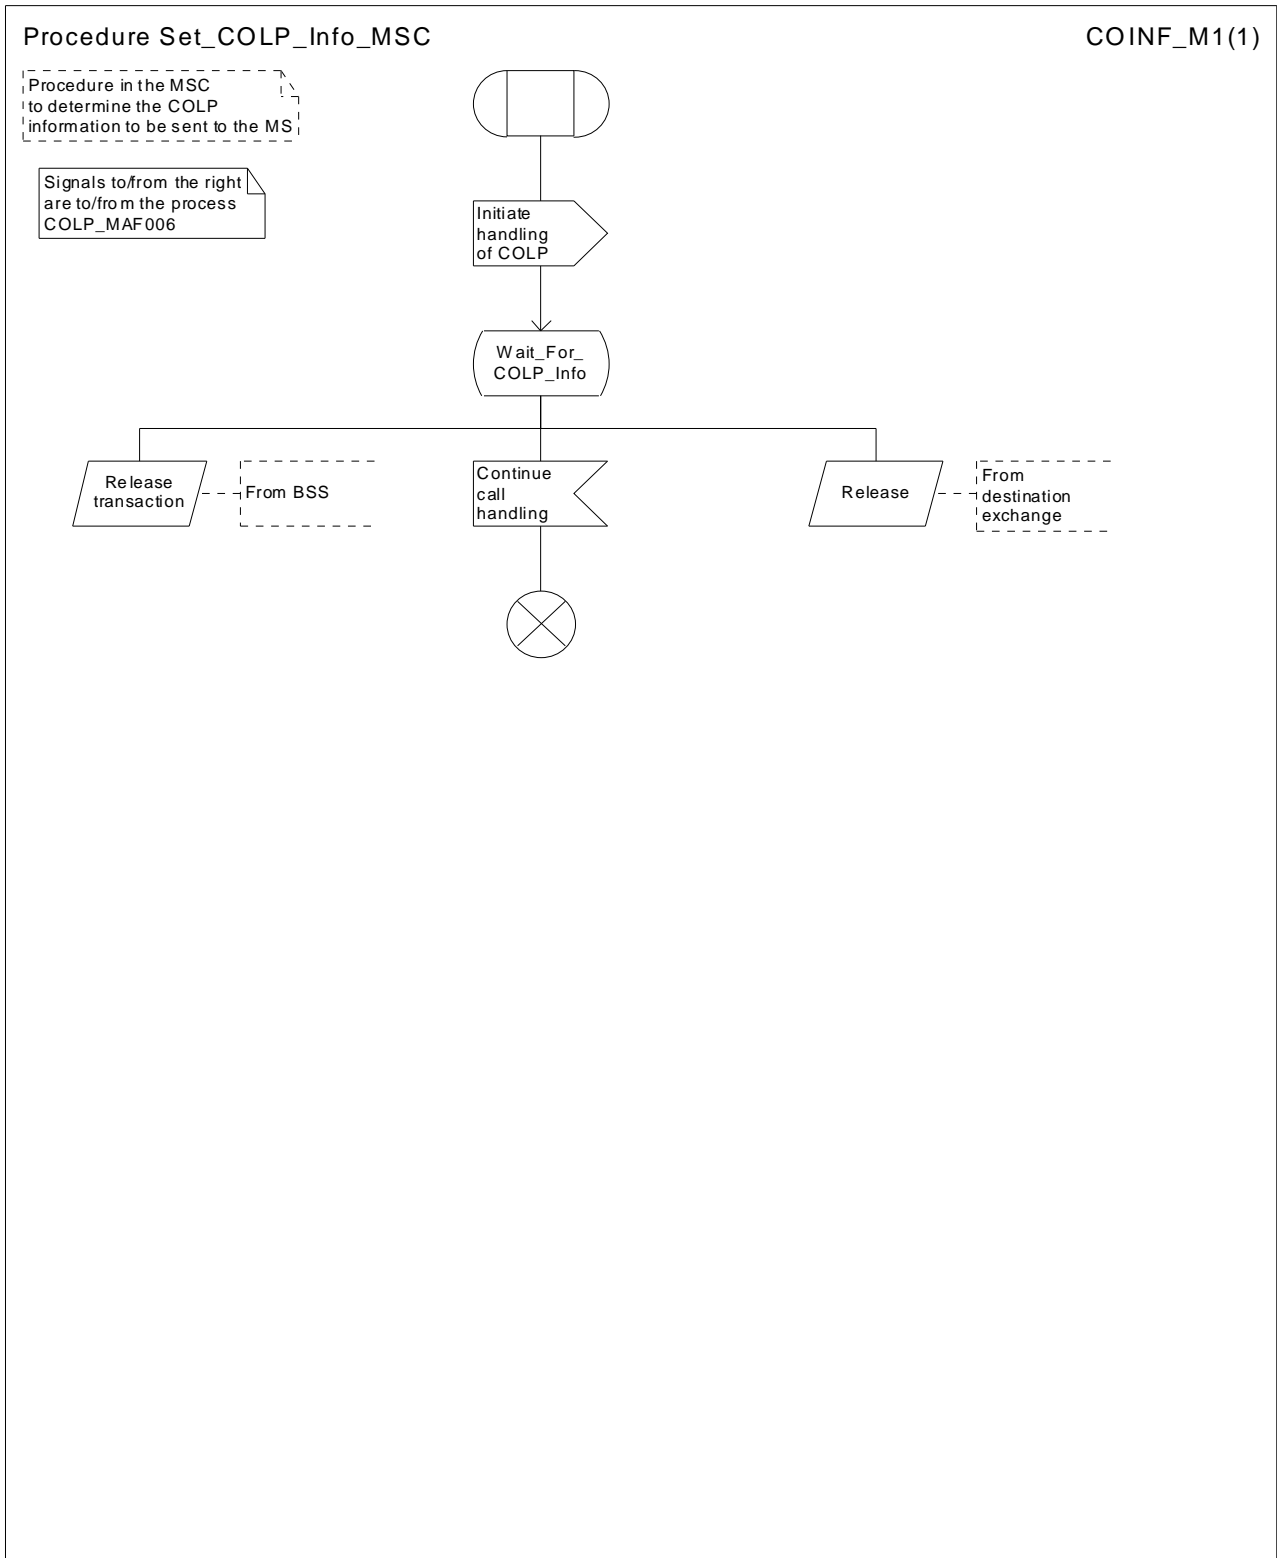 Procedure Set_COLP_Info_MSC
COINF_M1(1)
Procedure in the MSC
to determine the COLP
information to be sent to the MS
Signals to/from the right
are to/from the process
COLP_MAF006
Initiate
handling
of COLP
Wait_For_
COLP_Info
Release
transaction
From BSS
Continue
call
handling
Release
From
destination
exchange